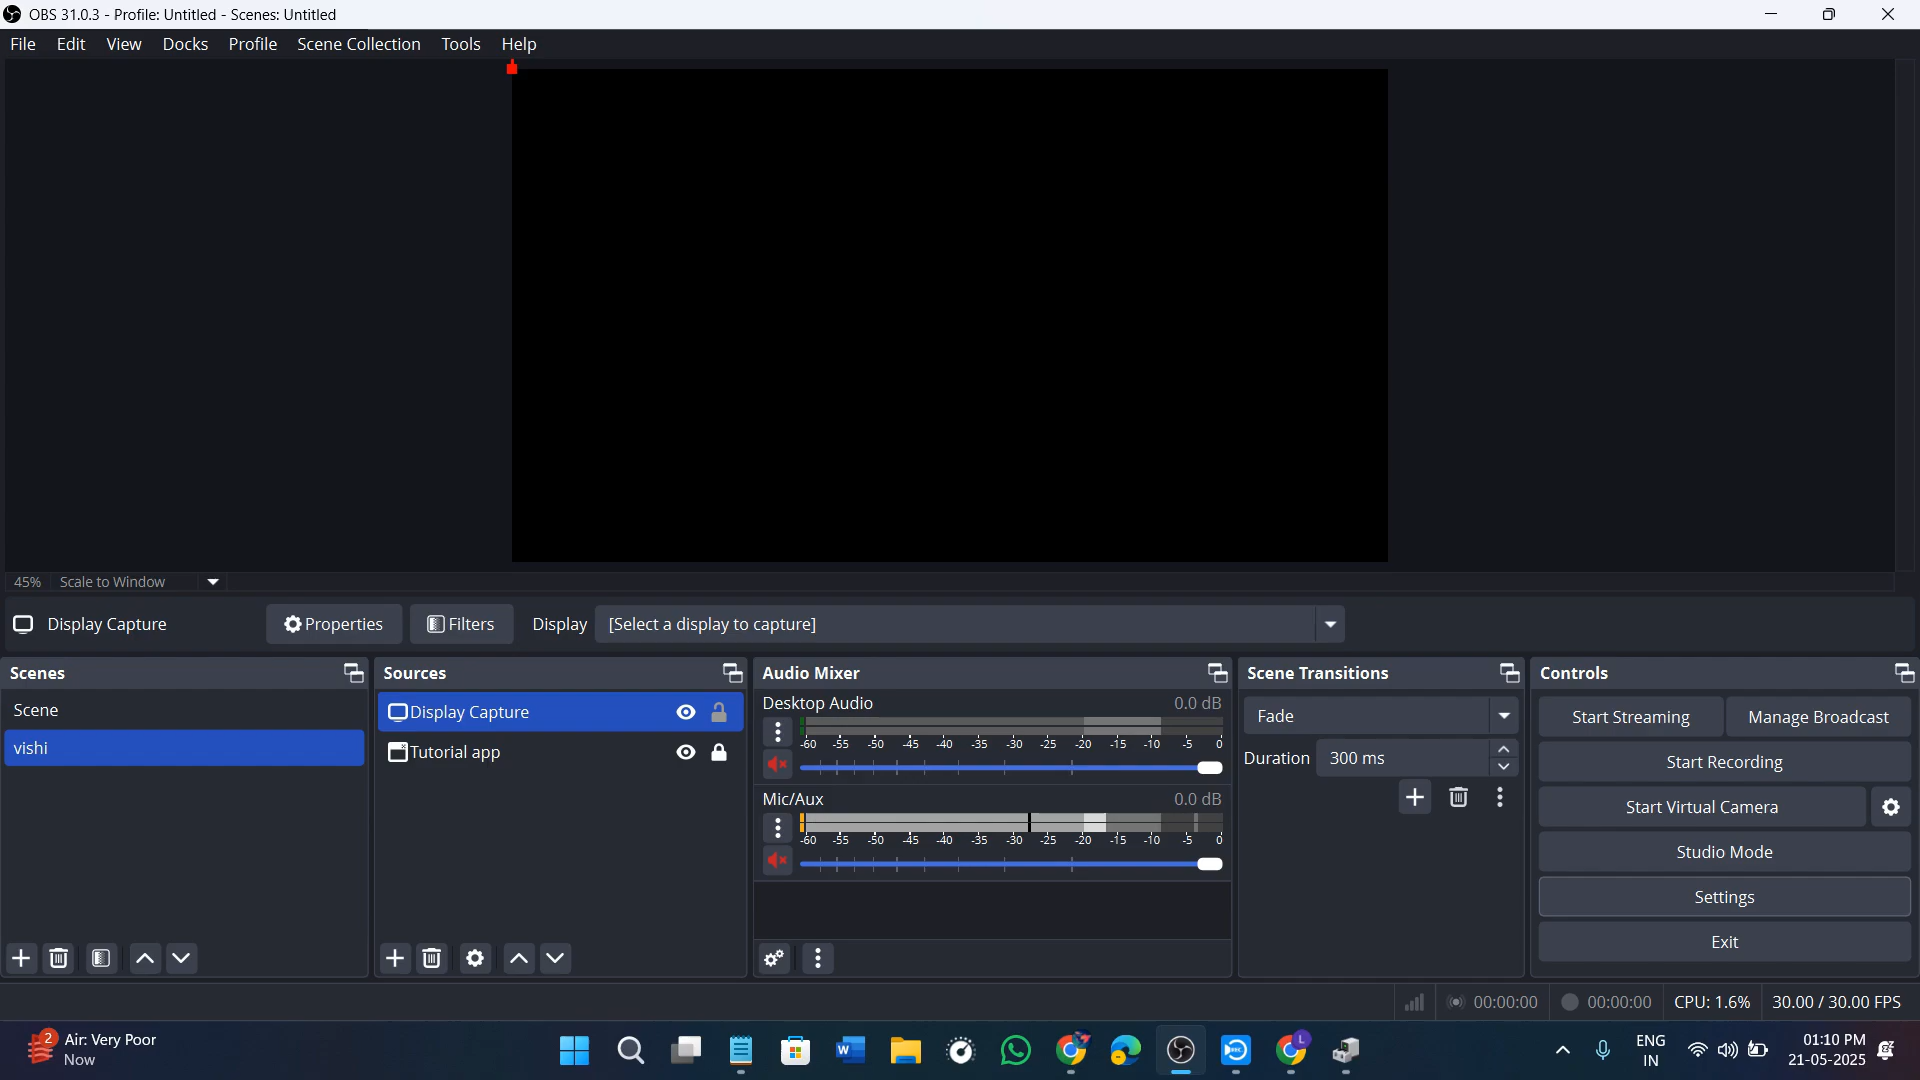 OBS 31.0.3 - Profile: Untitled - Scenes: Untitled
File Edit View Docks Profile Scene Collection Tools Help
45% Scale to Window
Display Capture Properties Filters Display [Select a display to capture]
Scenes
Scene
vishi
Sources
Display Capture
Tutorial app
Audio Mixer
Desktop Audio 0.0 dB
-60 -55 -50 -45 -40 -35 -30 -25 -20 -15 -10 -5 0
Mic/Aux 0.0 dB
-60 -55 -50 -45 -40 -35 -30 -25 -20 -15 -10 -5 0
Scene Transitions
Fade
Duration 300 ms
Controls
Start Streaming Manage Broadcast
Start Recording
Start Virtual Camera
Studio Mode
Settings
Exit
00:00:00 00:00:00 CPU: 1.6% 30.00 / 30.00 FPS
2 Air: Very Poor
Now
W
L
ENG
IN
01:10 PM
21-05-2025